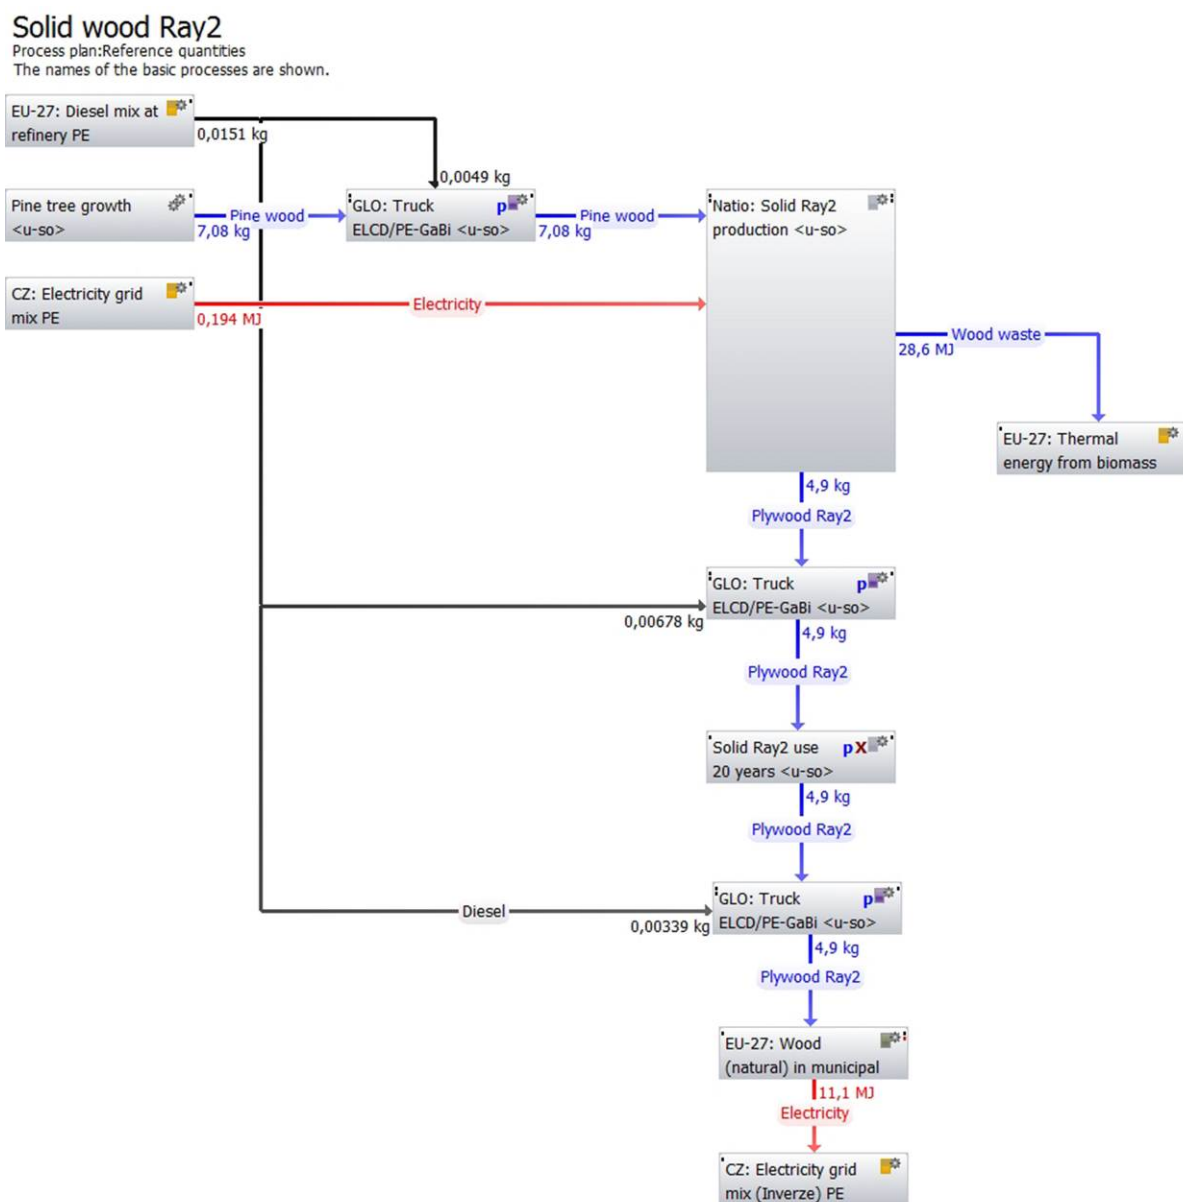 Solid wood Ray2
Process plan:Reference quantities
The names of the basic processes are shown.
EU-27: Diesel mix at
refinery PE
0,0151 kg
0,0049 kg
Pine tree growth
<u-so>
Pine wood
7,08 kg
GLO: Truck
p
ELCD/PE-GaBi <u-so>
Pine wood
7,08 kg
Natio: Solid Ray2
production <u-so>
CZ: Electricity grid
mix PE
0,194 MJ
Electricity
Wood waste
28,6 MJ
EU-27: Thermal
energy from biomass
4,9 kg
Plywood Ray2
GLO: Truck
p
ELCD/PE-GaBi <u-so>
0,00678 kg
4,9 kg
Plywood Ray2
Solid Ray2 use
pX
20 years <u-so>
4,9 kg
Plywood Ray2
GLO: Truck
p
ELCD/PE-GaBi <u-so>
Diesel
0,00339 kg
4,9 kg
Plywood Ray2
EU-27: Wood
(natural) in municipal
11,1 MJ
Electricity
CZ: Electricity grid
mix (Inverze) PE